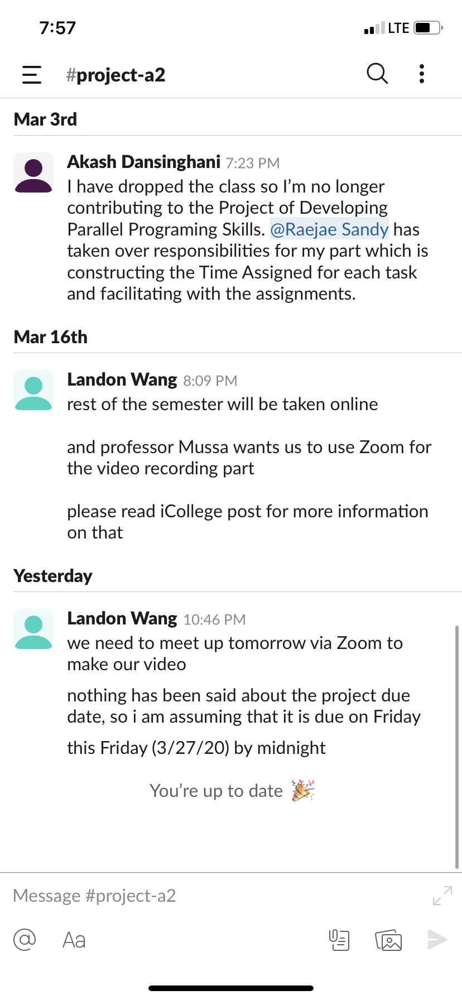 7:57
LTE
#project-a2
Mar 3rd
Akash Dansinghani 7:23 PM
I have dropped the class so I'm no longer
contributing to the Project of Developing
Parallel Programing Skills. @Raejae Sandy has
taken over responsibilities for my part which is
constructing the Time Assigned for each task
and facilitating with the assignments.
Mar 16th
Landon Wang 8:09 PM
rest of the semester will be taken online
and professor Mussa wants us to use Zoom for
the video recording part
please read iCollege post for more information
on that
Yesterday
Landon Wang 10:46 PM
we need to meet up tomorrow via Zoom to
make our video
nothing has been said about the project due
date, so i am assuming that it is due on Friday
this Friday (3/27/20) by midnight
You're up to date 🎉
Message #project-a2
@ Aa